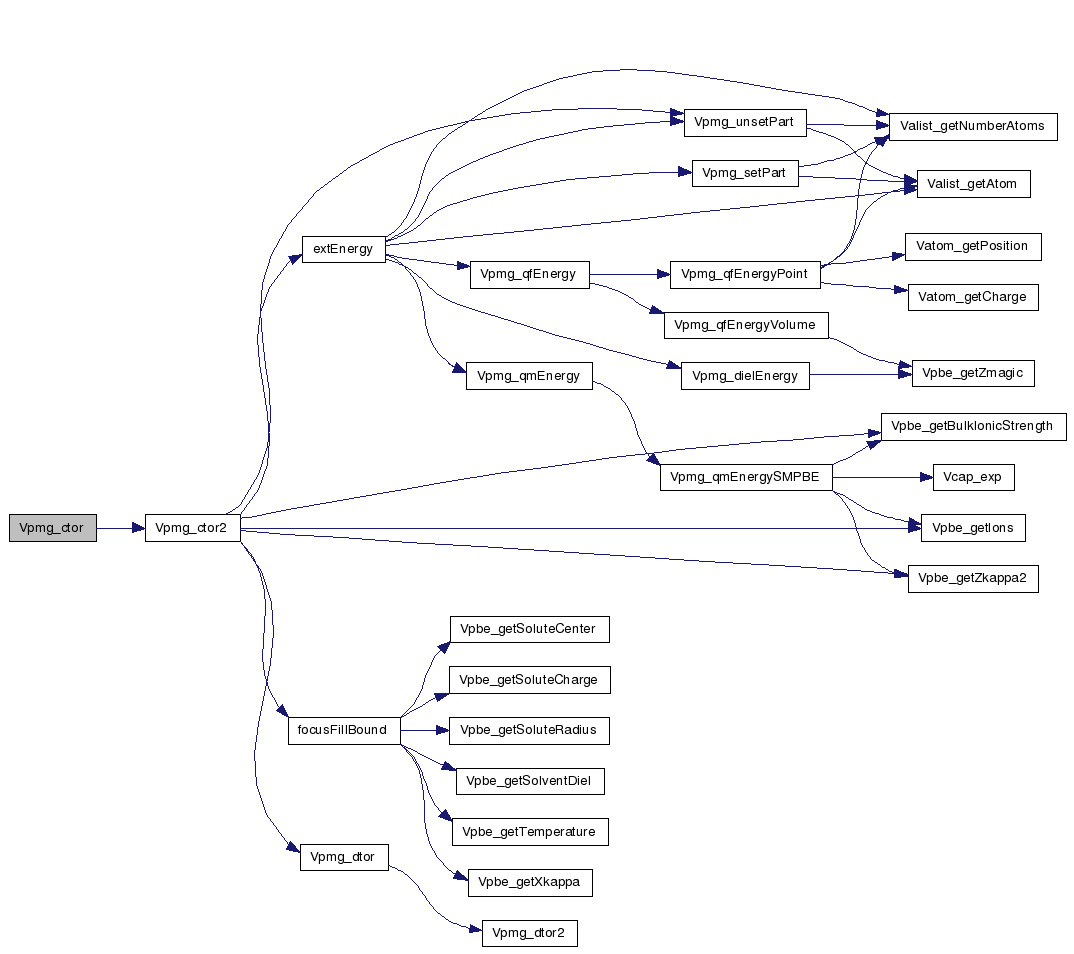 Vpmg_unsetPart
Valist_getNumberAtoms
Vpmg_setPart
Valist_getAtom
extEnergy
Vatom_getPosition
Vpmg_qfEnergy
Vpmg_qfEnergyPoint
Vatom_getCharge
Vpmg_qfEnergyVolume
Vpmg_qmEnergy
Vpmg_dielEnergy
Vpbe_getZmagic
Vpbe_getBulkIonicStrength
Vpmg_qmEnergySMPBE
Vcap_exp
Vpmg_ctor
Vpmg_ctor2
Vpbe_getIons
Vpbe_getZkappa2
Vpbe_getSoluteCenter
Vpbe_getSoluteCharge
focusFillBound
Vpbe_getSoluteRadius
Vpbe_getSolventDiel
Vpbe_getTemperature
Vpmg_dtor
Vpbe_getXkappa
Vpmg_dtor2